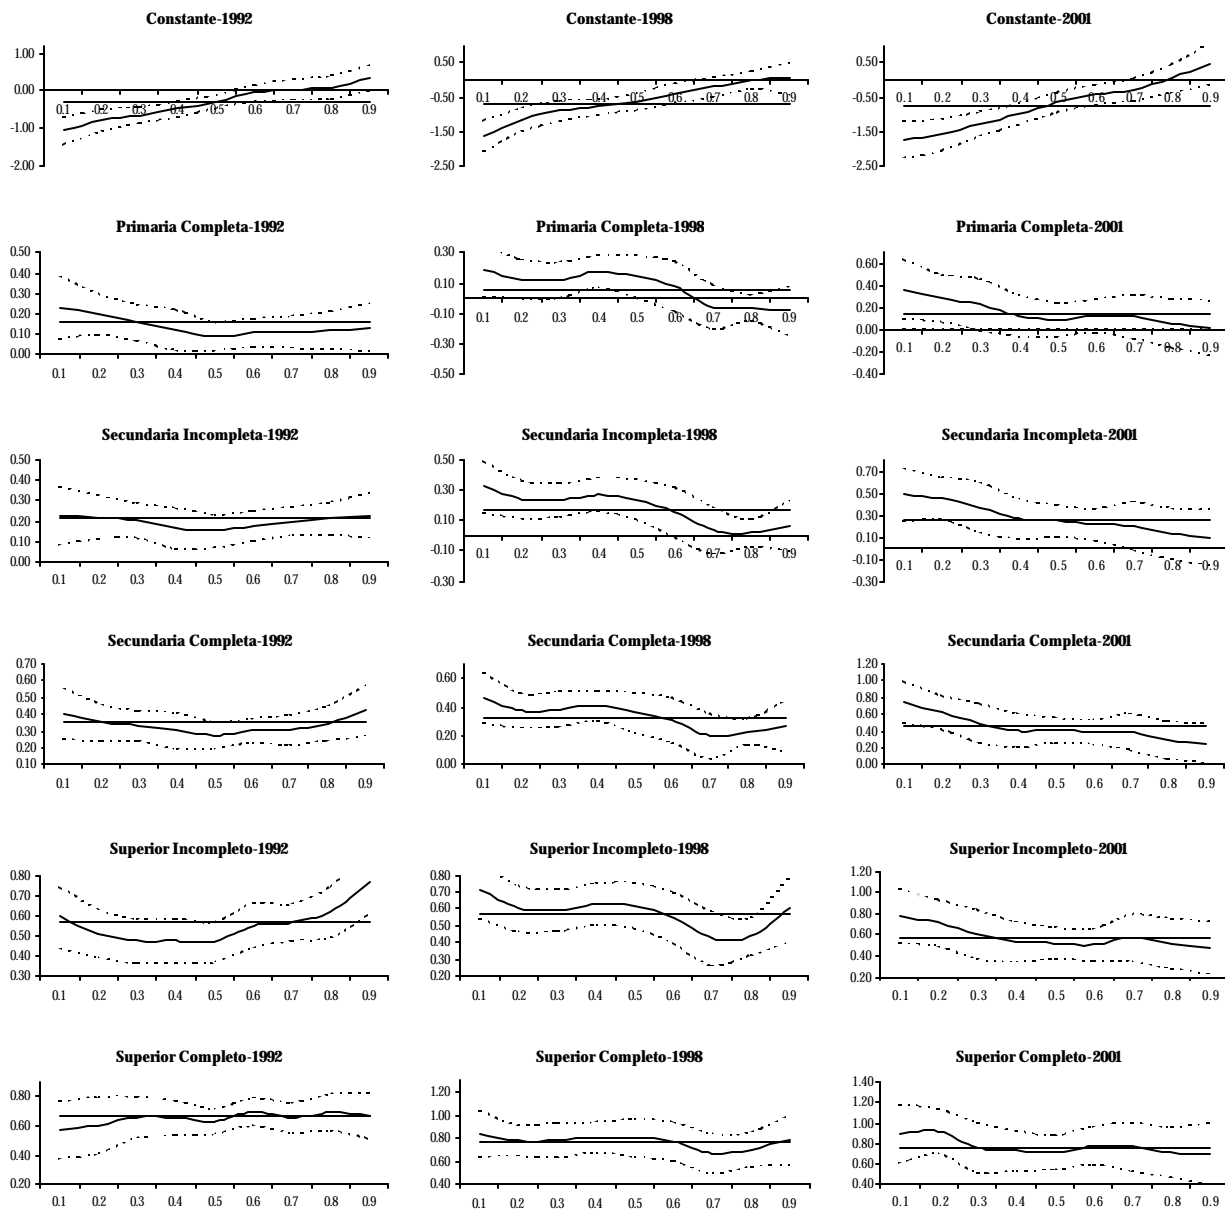 Constante-1992
1.00
0.00
-1.00
-2.00
0.1 0.2 0.3 0.4 0.5 0.6 0.7 0.8 0.9
Constante-1998
0.50
-0.50
-1.50
-2.50
0.1 0.2 0.3 0.4 0.5 0.6 0.7 0.8 0.9
Constante-2001
0.50
-0.50
-1.50
-2.50
0.1 0.2 0.3 0.4 0.5 0.6 0.7 0.8 0.9
Primaria Completa-1992
0.50
0.40
0.30
0.20
0.10
0.00
0.1 0.2 0.3 0.4 0.5 0.6 0.7 0.8 0.9
Primaria Completa-1998
0.30
0.10
-0.10
-0.30
-0.50
0.1 0.2 0.3 0.4 0.5 0.6 0.7 0.8 0.9
Primaria Completa-2001
0.60
0.40
0.20
0.00
-0.20
-0.40
0.1 0.2 0.3 0.4 0.5 0.6 0.7 0.8 0.9
Secundaria Incompleta-1992
0.50
0.40
0.30
0.20
0.10
0.00
0.1 0.2 0.3 0.4 0.5 0.6 0.7 0.8 0.9
Secundaria Incompleta-1998
0.50
0.30
0.10
-0.10
-0.30
0.1 0.2 0.3 0.4 0.5 0.6 0.7 0.8 0.9
Secundaria Incompleta-2001
0.70
0.50
0.30
0.10
-0.10
-0.30
0.1 0.2 0.3 0.4 0.5 0.6 0.7 0.8 0.9
Secundaria Completa-1992
0.70
0.60
0.50
0.40
0.30
0.20
0.10
0.1 0.2 0.3 0.4 0.5 0.6 0.7 0.8 0.9
Secundaria Completa-1998
0.60
0.40
0.20
0.00
0.1 0.2 0.3 0.4 0.5 0.6 0.7 0.8 0.9
Secundaria Completa-2001
1.20
1.00
0.80
0.60
0.40
0.20
0.00
0.1 0.2 0.3 0.4 0.5 0.6 0.7 0.8 0.9
Superior Incompleto-1992
0.80
0.70
0.60
0.50
0.40
0.30
0.1 0.2 0.3 0.4 0.5 0.6 0.7 0.8 0.9
Superior Incompleto-1998
0.80
0.70
0.60
0.50
0.40
0.30
0.20
0.1 0.2 0.3 0.4 0.5 0.6 0.7 0.8 0.9
Superior Incompleto-2001
1.20
1.00
0.80
0.60
0.40
0.20
0.1 0.2 0.3 0.4 0.5 0.6 0.7 0.8 0.9
Superior Completo-1992
0.80
0.60
0.40
0.20
0.1 0.2 0.3 0.4 0.5 0.6 0.7 0.8 0.9
Superior Completo-1998
1.20
1.00
0.80
0.60
0.40
0.1 0.2 0.3 0.4 0.5 0.6 0.7 0.8 0.9
Superior Completo-2001
1.40
1.20
1.00
0.80
0.60
0.40
0.1 0.2 0.3 0.4 0.5 0.6 0.7 0.8 0.9